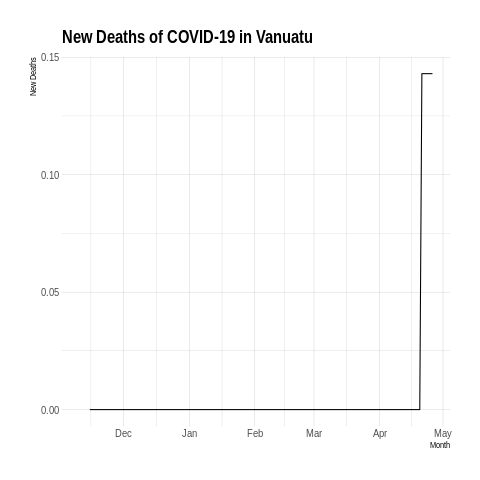 New Deaths of COVID-19 in Vanuatu
New Deaths
0.15
0.10
0.05
0.00
Dec Jan Feb Mar Apr May
Month